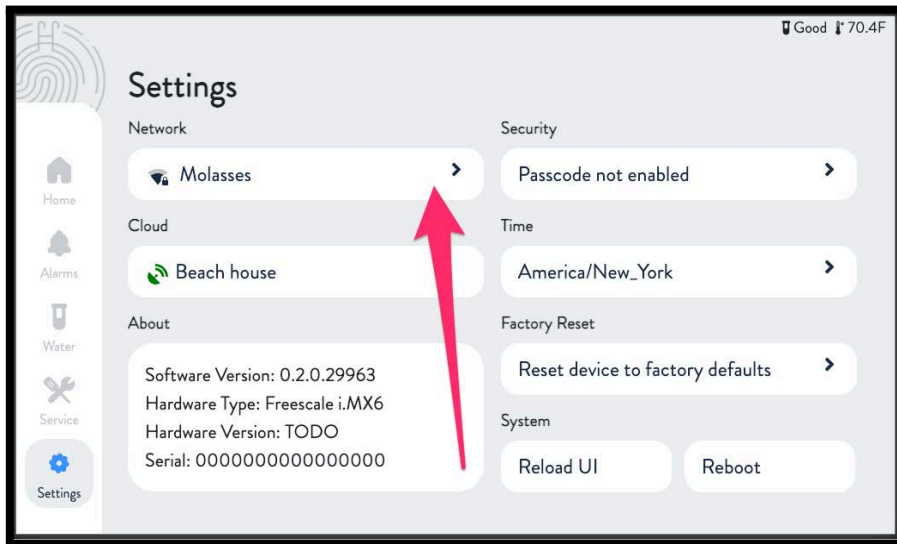 Good 70.4F
Settings
Network
Molasses
Cloud
Beach house
About
Software Version: 0.2.0.29963
Hardware Type: Freescale i.MX6
Hardware Version: TODO
Serial: 0000000000000000
Security
Passcode not enabled
Time
America/New_York
Factory Reset
Reset device to factory defaults
System
Reload UI
Reboot
Home
Alarms
Water
Service
Settings